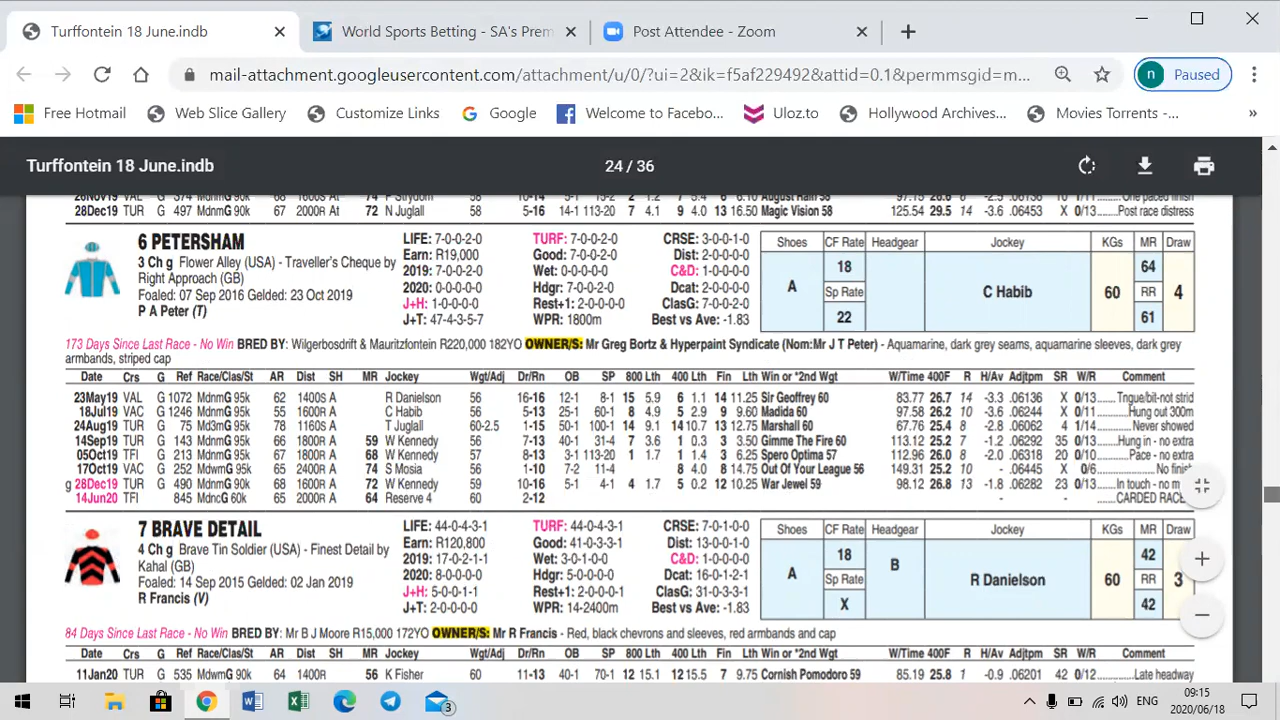 Turffontein 18 June.indb
World Sports Betting - SA's Prem
Post Attendee - Zoom
mail-attachment.googleusercontent.com/attachment/u/0/?ui=2&ik=f5af229492&attid=0.1&permmsgid=m...
Paused
Free Hotmail
Web Slice Gallery
Customize Links
Google
Welcome to Facebo...
Uloz.to
Hollywood Archives...
Movies Torrents -...
Turffontein 18 June.indb
24 / 36
28Dec19 TUR G 497 MdnmG 90k 67 2000R At 72 N Juglall 58 5-16 14-1 113-20 7 4.1 9 4.0 13 16.50 Magic Vision 58 125.54 29.5 14 -3.6 .06453 X 0/13 ....Post race distress
6 PETERSHAM
3 Ch g Flower Alley (USA) - Traveller's Cheque by
Right Approach (GB)
Foaled: 07 Sep 2016 Gelded: 23 Oct 2019
P A Peter (T)
LIFE: 7-0-0-2-0 TURF: 7-0-0-2-0 CRSE: 3-0-0-1-0
Earn: R19,000 Good: 7-0-0-2-0 Dist: 2-0-0-0-0
2019: 7-0-0-2-0 Wet: 0-0-0-0-0 C&D: 1-0-0-0-0
2020: 0-0-0-0-0 Hdgr: 7-0-0-2-0 Dcat: 2-0-0-0-0
J+H: 1-0-0-0-0 Rest+1: 2-0-0-0-0 ClasG: 7-0-0-2-0
J+T: 47-4-3-5-7 WPR: 1800m Best vs Ave: -1.83
Shoes CF Rate Headgear Jockey KGs MR Draw
A 18 Sp Rate 22 C Habib 60 64 RR 61 4
173 Days Since Last Race - No Win BRED BY: Wilgerbosdrift & Mauritzfontein R220,000 182YO OWNER/S: Mr Greg Bortz & Hyperpaint Syndicate (Nom:Mr J T Peter) - Aquamarine, dark grey seams, aquamarine sleeves, dark grey
armbands, striped cap
Date Crs G Ref Race/Clas/St AR Dist SH MR Jockey Wgt/Adj Dr/Rn OB SP 800 Lth 400 Lth Fin Lth Win or *2nd Wgt W/Time 400F R H/Av Adjtpm SR W/R Comment
23May19 VAL G 1072 MdnmG 95k 62 1400S A R Danielson 56 16-16 12-1 8-1 15 5.9 6 1.1 14 11.25 Sir Geoffrey 60 83.77 26.7 14 -3.3 .06136 X 0/13 ......Tngue/bit-not strid
18Jul19 VAC G 1246 MdnmG 95k 55 1600R A C Habib 56 5-13 25-1 60-1 8 4.9 5 2.9 9 9.60 Madida 60 97.58 26.2 10 -3.6 .06244 X 0/11 ..........Hung out 300m
24Aug19 TUR G 75 Md3mG 95k 78 1160S A T Juglall 60-2.5 1-15 50-1 100-1 14 9.1 14 10.7 13 12.75 Marshall 60 67.74 25.4 8 -2.8 .06062 4 1/14 ..........Never showed
14Sep19 TUR G 143 MdnmG 95k 66 1800R A 59 W Kennedy 56 7-13 40-1 31-4 7 3.6 1 0.3 3 3.50 Gimme The Fire 60 113.12 25.2 7 -1.2 .06292 35 0/13 ....Hung in - no extra
05Oct19 TFI G 213 MdnmG 95k 67 1800R A 68 W Kennedy 57 8-13 3-1 113-20 1 1.7 1 1.4 3 6.25 Spero Optima 57 112.96 26.0 8 -2.0 .06318 20 0/10 ........Pace - no extra
17Oct19 VAC G 252 MdwmG 95k 65 2400R A 74 S Mosia 56 1-10 7-2 11-4 8 4.0 8 14.75 Out Of Your League 56 149.31 25.2 10 - .06445 X 0/6 ................No finis
g 28Dec19 TUR G 490 MdnmG 90k 68 1600R A 72 W Kennedy 59 10-16 5-1 4-1 4 1.7 5 0.2 12 10.25 War Jewel 59 98.12 26.8 13 -1.8 .06282 23 0/13 ....In touch - no m
14Jun20 TFI 845 MdncG 60k 65 2000R A 64 Reserve 4 60 2-12 - - ........CARDED RACE
7 BRAVE DETAIL
4 Ch g Brave Tin Soldier (USA) - Finest Detail by
Kahal (GB)
Foaled: 14 Sep 2015 Gelded: 02 Jan 2019
R Francis (V)
LIFE: 44-0-4-3-1 TURF: 44-0-4-3-1 CRSE: 7-0-1-0-0
Earn: R120,800 Good: 41-0-3-3-1 Dist: 13-0-0-1-0
2019: 17-0-2-1-1 Wet: 3-0-1-0-0 C&D: 1-0-0-0-0
2020: 8-0-0-0-0 Hdgr: 5-0-0-0-0 Dcat: 16-0-1-2-1
J+H: 5-0-0-1-1 Rest+1: 2-0-0-0-1 ClasG: 31-0-3-3-1
J+T: 2-0-0-0-0 WPR: 14-2400m Best vs Ave: -1.83
Shoes CF Rate Headgear Jockey KGs MR Draw
A 18 Sp Rate X B R Danielson 60 42 RR 42 3
84 Days Since Last Race - No Win BRED BY: Mr B J Moore R15,000 172YO OWNER/S: Mr R Francis - Red, black chevrons and sleeves, red armbands and cap
Date Crs G Ref Race/Clas/St AR Dist SH MR Jockey Wgt/Adj Dr/Rn OB SP 800 Lth 400 Lth Fin Lth Win or *2nd Wgt W/Time 400F R H/Av Adjtpm SR W/R Comment
11Jan20 TUR G 535 MdwmG 90k 64 1400R 56 K Fisher 60 11-13 40-1 70-1 12 15.1 12 15.5 7 9.75 Cornish Pomodoro 59 85.19 25.8 1 -0.9 .06204 42 0/12 ........Late headway
3
ENG
09:15
2020/06/18